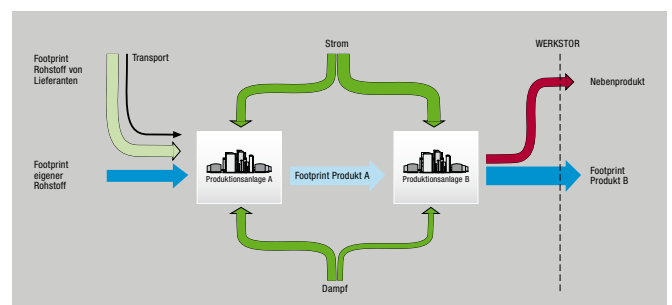 Strom
WERKSTOR
Footprint
Rohstoff von
Lieferanten
Transport
Nebenprodukt
Footprint
eigener
Rohstoff
Produktionsanlage A
Footprint Produkt A
Produktionsanlage B
Footprint
Produkt B
Dampf